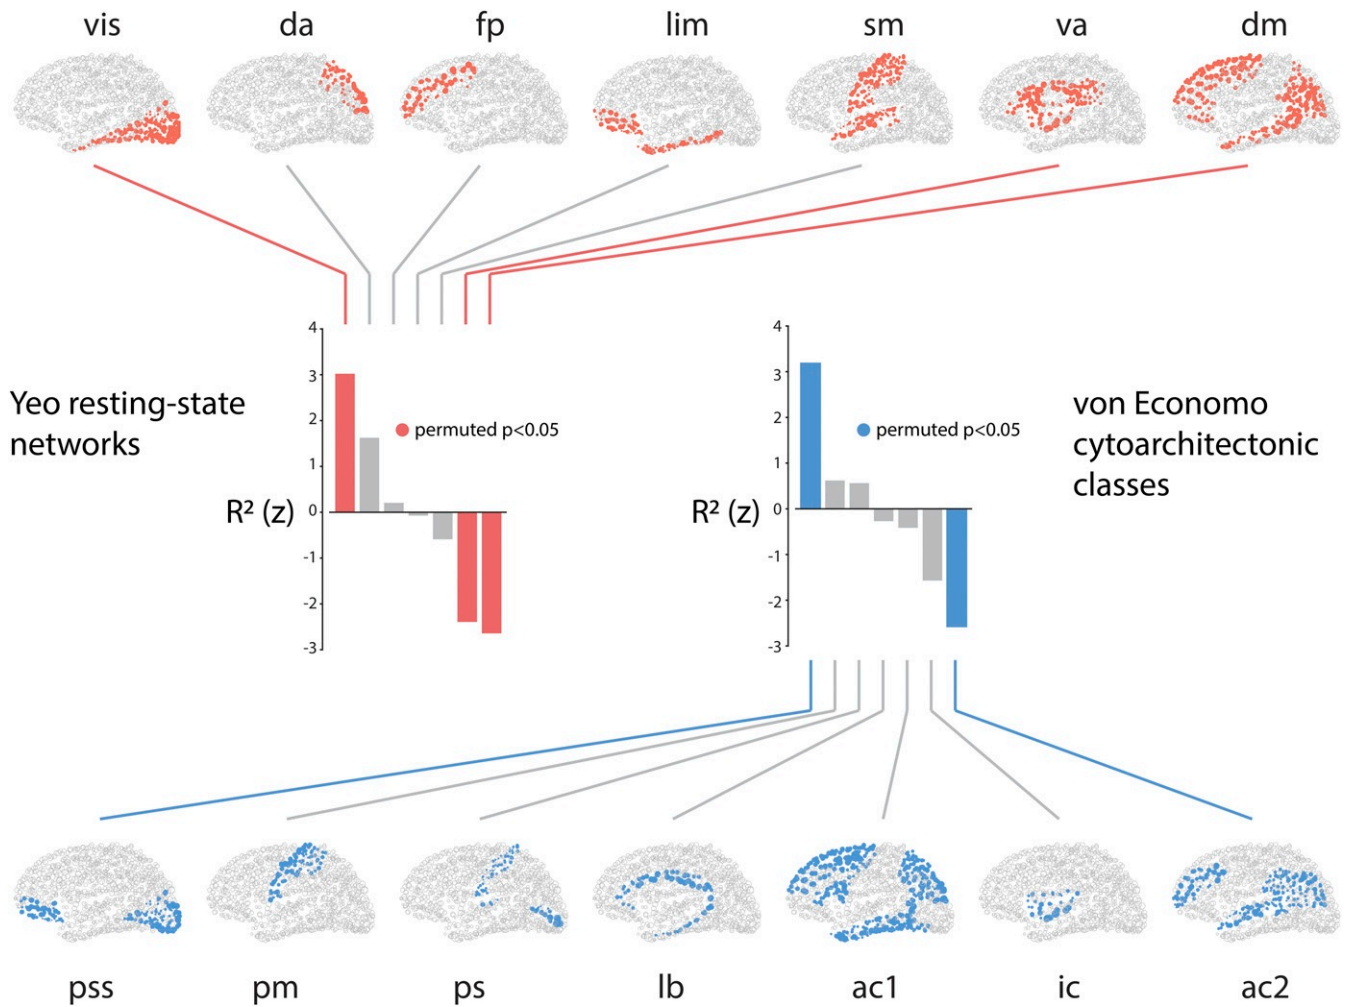 vis da fp lim sm va dm
4
3
2
1
0
-1
-2
-3
R² (z)
permuted p<0.05
Yeo resting-state
networks
4
3
2
1
0
-1
-2
-3
R² (z)
permuted p<0.05
von Economo
cytoarchitectonic
classes
pss pm ps lb ac1 ic ac2